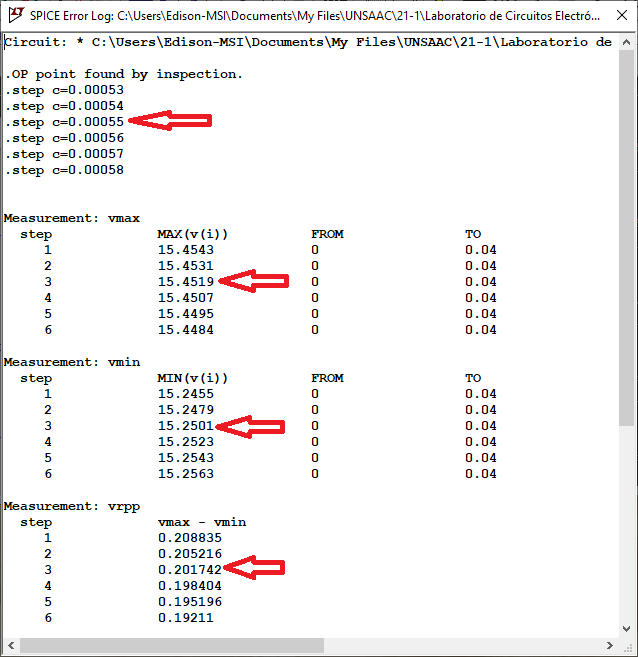 SPICE Error Log: C:\Users\Edison-MSI\Documents\My Files\UNSAAC\21-1\Laboratorio de Circuitos Electró...
Circuit: * C:\Users\Edison-MSI\Documents\My Files\UNSAAC\21-1\Laboratorio de
.OP point found by inspection.
.step c=0.00053
.step c=0.00054
.step c=0.00055
.step c=0.00056
.step c=0.00057
.step c=0.00058
Measurement: vmax
step MAX(v(i)) FROM TO
1 15.4543 0 0.04
2 15.4531 0 0.04
3 15.4519 0 0.04
4 15.4507 0 0.04
5 15.4495 0 0.04
6 15.4484 0 0.04
Measurement: vmin
step MIN(v(i)) FROM TO
1 15.2455 0 0.04
2 15.2479 0 0.04
3 15.2501 0 0.04
4 15.2523 0 0.04
5 15.2543 0 0.04
6 15.2563 0 0.04
Measurement: vrpp
step vmax - vmin
1 0.208835
2 0.205216
3 0.201742
4 0.198404
5 0.195196
6 0.19211